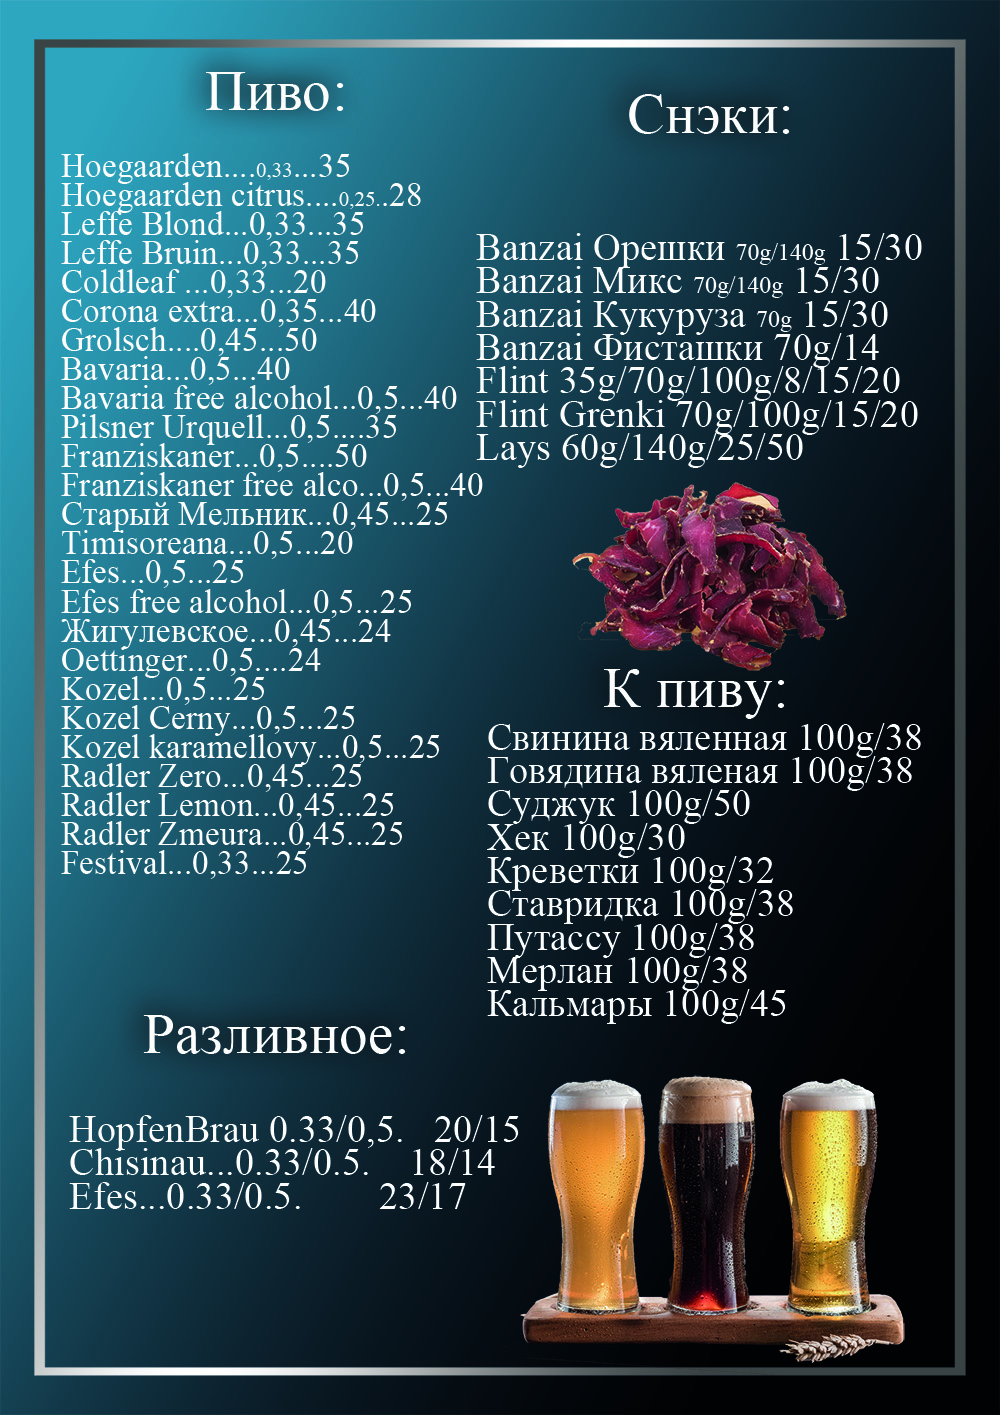 Пиво:
Hoegaarden....0,33...35
Hoegaarden citrus....0,25..28
Leffe Blond...0,33...35
Leffe Bruin...0,33...35
Coldleaf ...0,33...20
Corona extra...0,35...40
Grolsch....0,45...50
Bavaria...0,5...40
Bavaria free alcohol...0,5...40
Pilsner Urquell...0,5....35
Franziskaner...0,5....50
Franziskaner free alco...0,5...40
Старый Мельник...0,45...25
Timisoreana...0,5...20
Efes...0,5...25
Efes free alcohol...0,5...25
Жигулевское...0,45...24
Oettinger...0,5....24
Kozel...0,5...25
Kozel Cerny...0,5...25
Kozel karamellovy...0,5...25
Radler Zero...0,45...25
Radler Lemon...0,45...25
Radler Zmeura...0,45...25
Festival...0,33...25
Разливное:
HopfenBrau 0.33/0,5. 20/15
Chisinau...0.33/0.5. 18/14
Efes...0.33/0.5. 23/17
Снэки:
Banzai Орешки 70g/140g 15/30
Banzai Микс 70g/140g 15/30
Banzai Кукуруза 70g 15/30
Banzai Фисташки 70g/14
Flint 35g/70g/100g/8/15/20
Flint Grenki 70g/100g/15/20
Lays 60g/140g/25/50
К пиву:
Свинина вяленная 100g/38
Говядина вяленая 100g/38
Суджук 100g/50
Хек 100g/30
Креветки 100g/32
Ставридка 100g/38
Путассу 100g/38
Мерлан 100g/38
Кальмары 100g/45